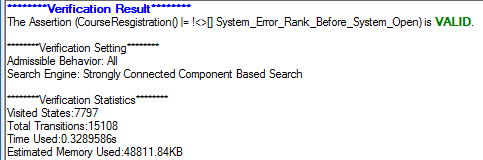 ********Verification Result********
The Assertion (CourseResgistration() |= !<>[] System_Error_Rank_Before_System_Open) is VALID.
********Verification Setting********
Admissible Behavior: All
Search Engine: Strongly Connected Component Based Search
********Verification Statistics********
Visited States:7797
Total Transitions:15108
Time Used:0.3289586s
Estimated Memory Used:48811.84KB